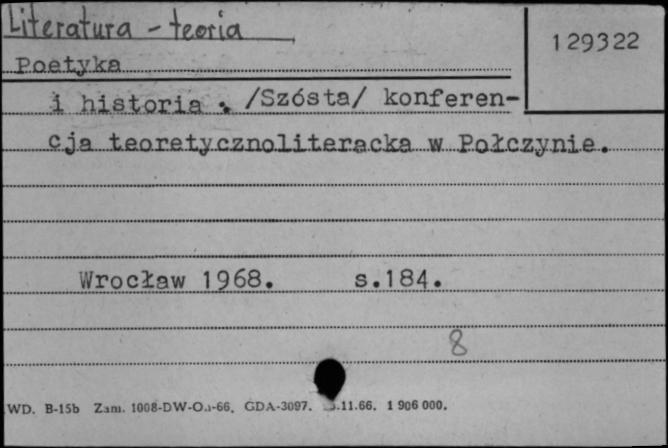 Literatura - teoria
129322
Poetyka
i historia . /Szósta/ konferen-
cja teoretycznoliteracka w Połczynie.
Wrocław 1968. s.184.
8
WD. B-15b Zam. 1008-DW-O.-66. GDA-3097. .11.66. 1 906 000.